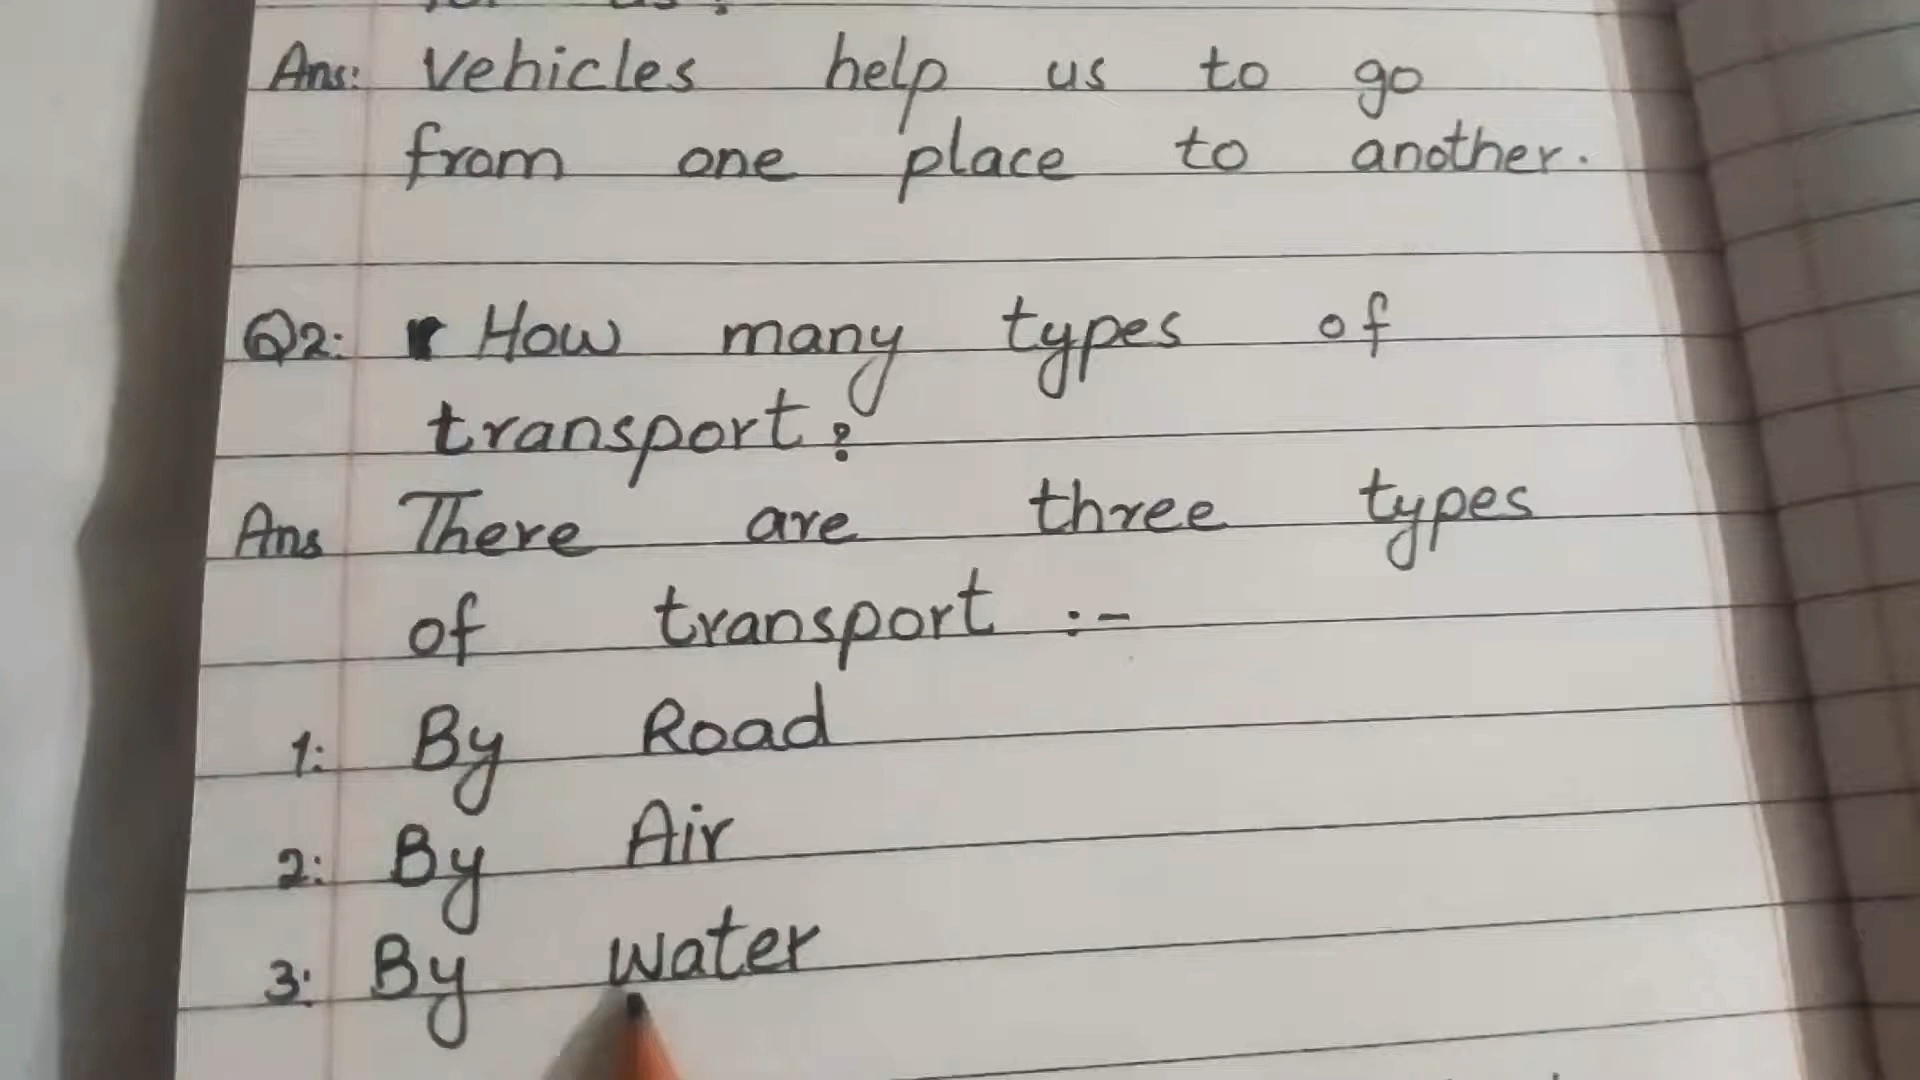 Ans: Vehicles help us to go
from one place to another.
Q2: How many types of
transport?
Ans There are three types
of transport :-
1: By Road
2: By Air
3: By Water